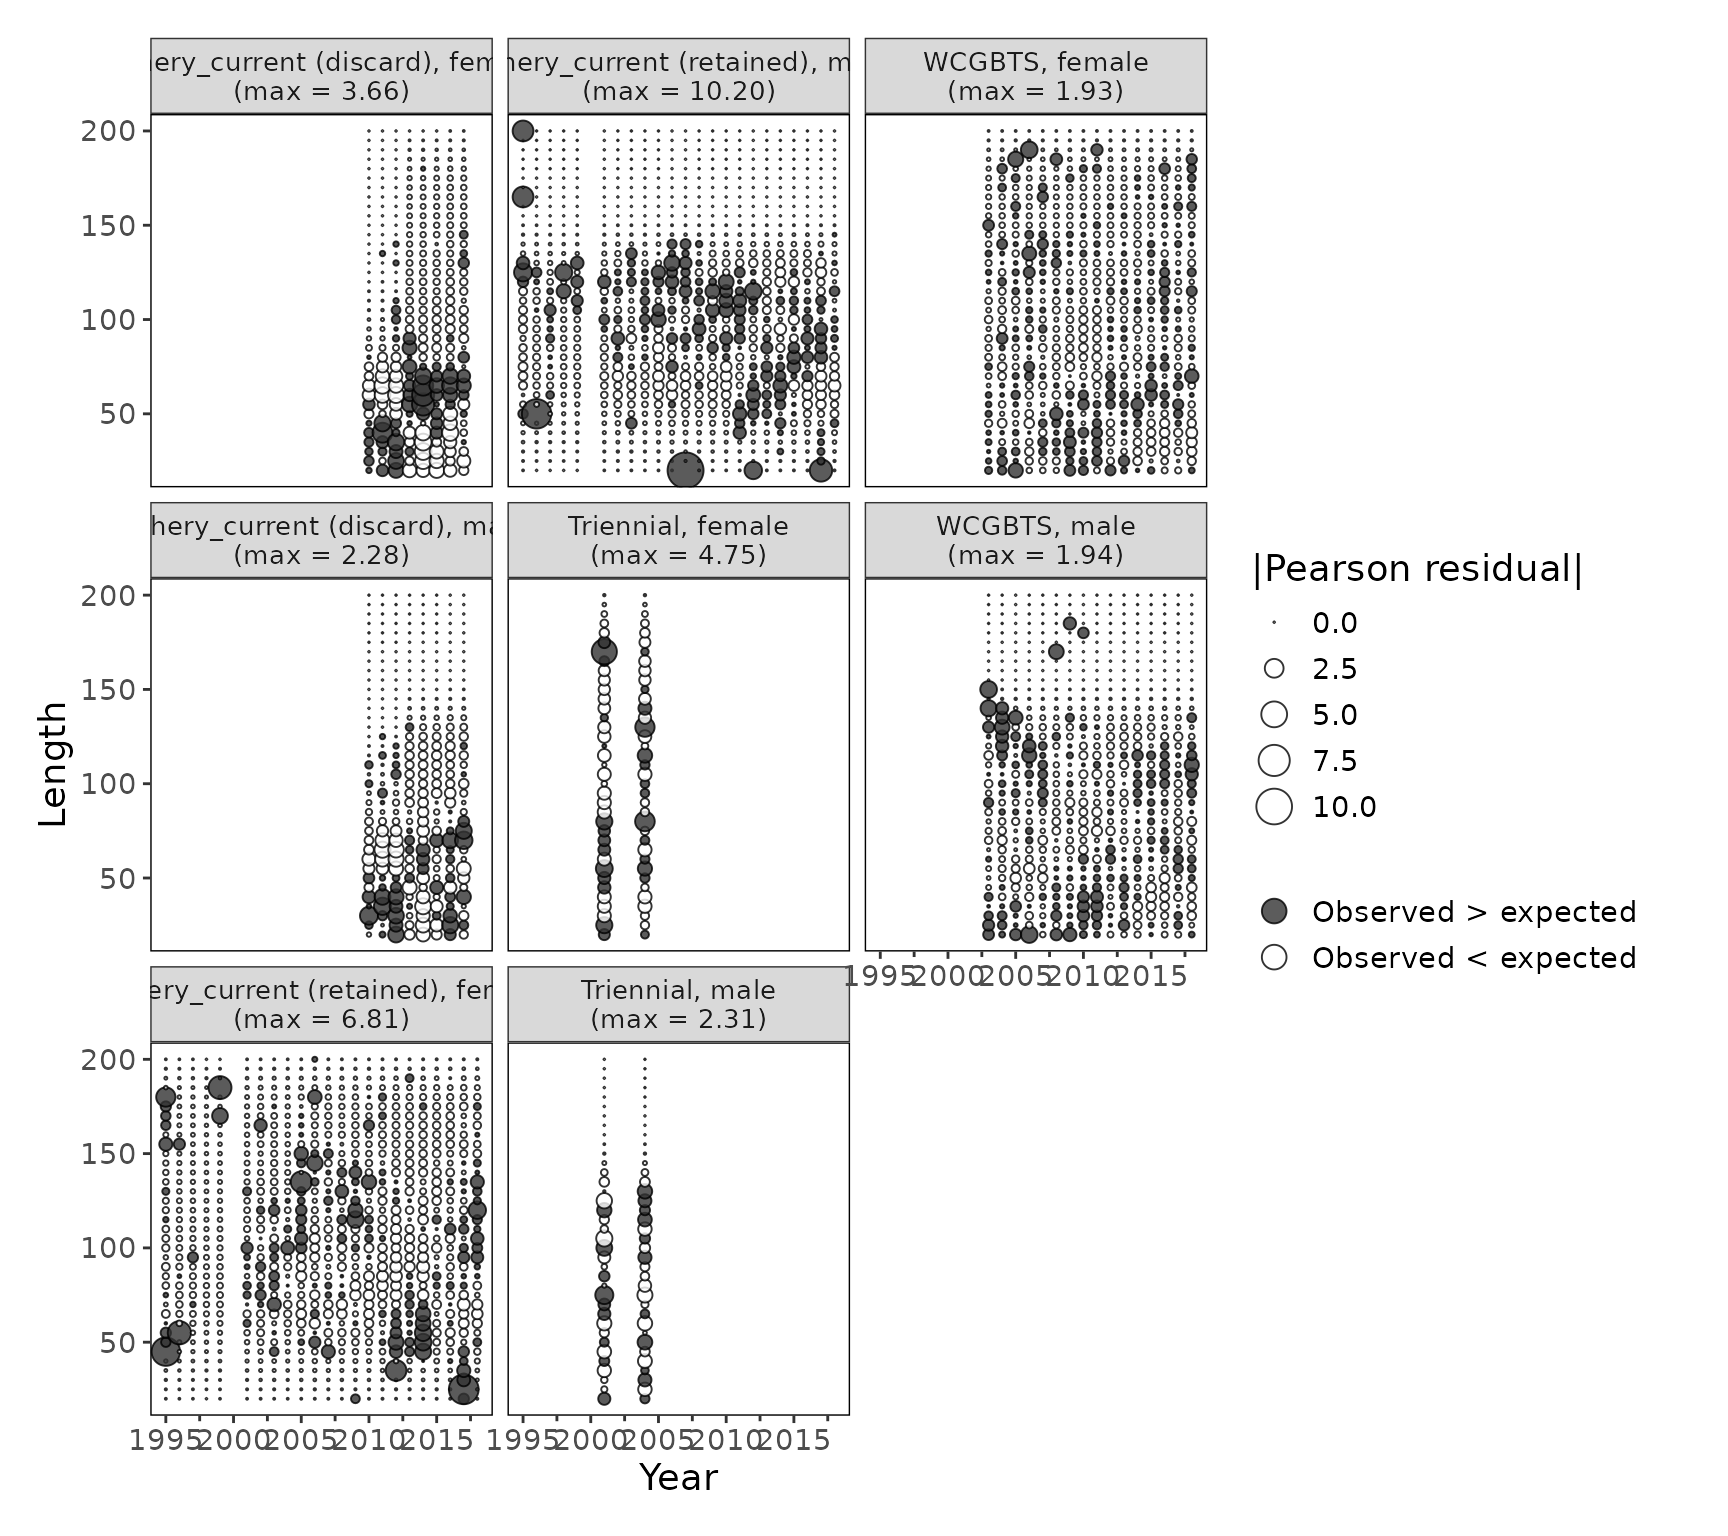 ery_current (discard), fem
(max = 3.66)
nery_current (retained), m
(max = 10.20)
WCGBTS, female
(max = 1.93)
200
150
100
50
hery_current (discard), ma
(max = 2.28)
Triennial, female
(max = 4.75)
WCGBTS, male
(max = 1.94)
200
150
100
50
1995 2000 2005 2010 2015
ery_current (retained), fer
(max = 6.81)
Triennial, male
(max = 2.31)
200
150
100
50
1995 2000 2005 2010 2015
1995 2000 2005 2010 2015
Year
Length
|Pearson residual|
0.0
2.5
5.0
7.5
10.0
Observed > expected
Observed < expected